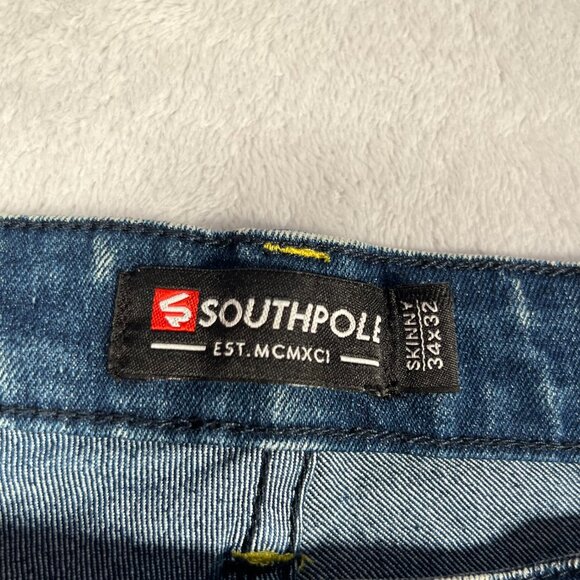 SOUTHPOLE
EST. MCMXCI
SKINNY
34X32